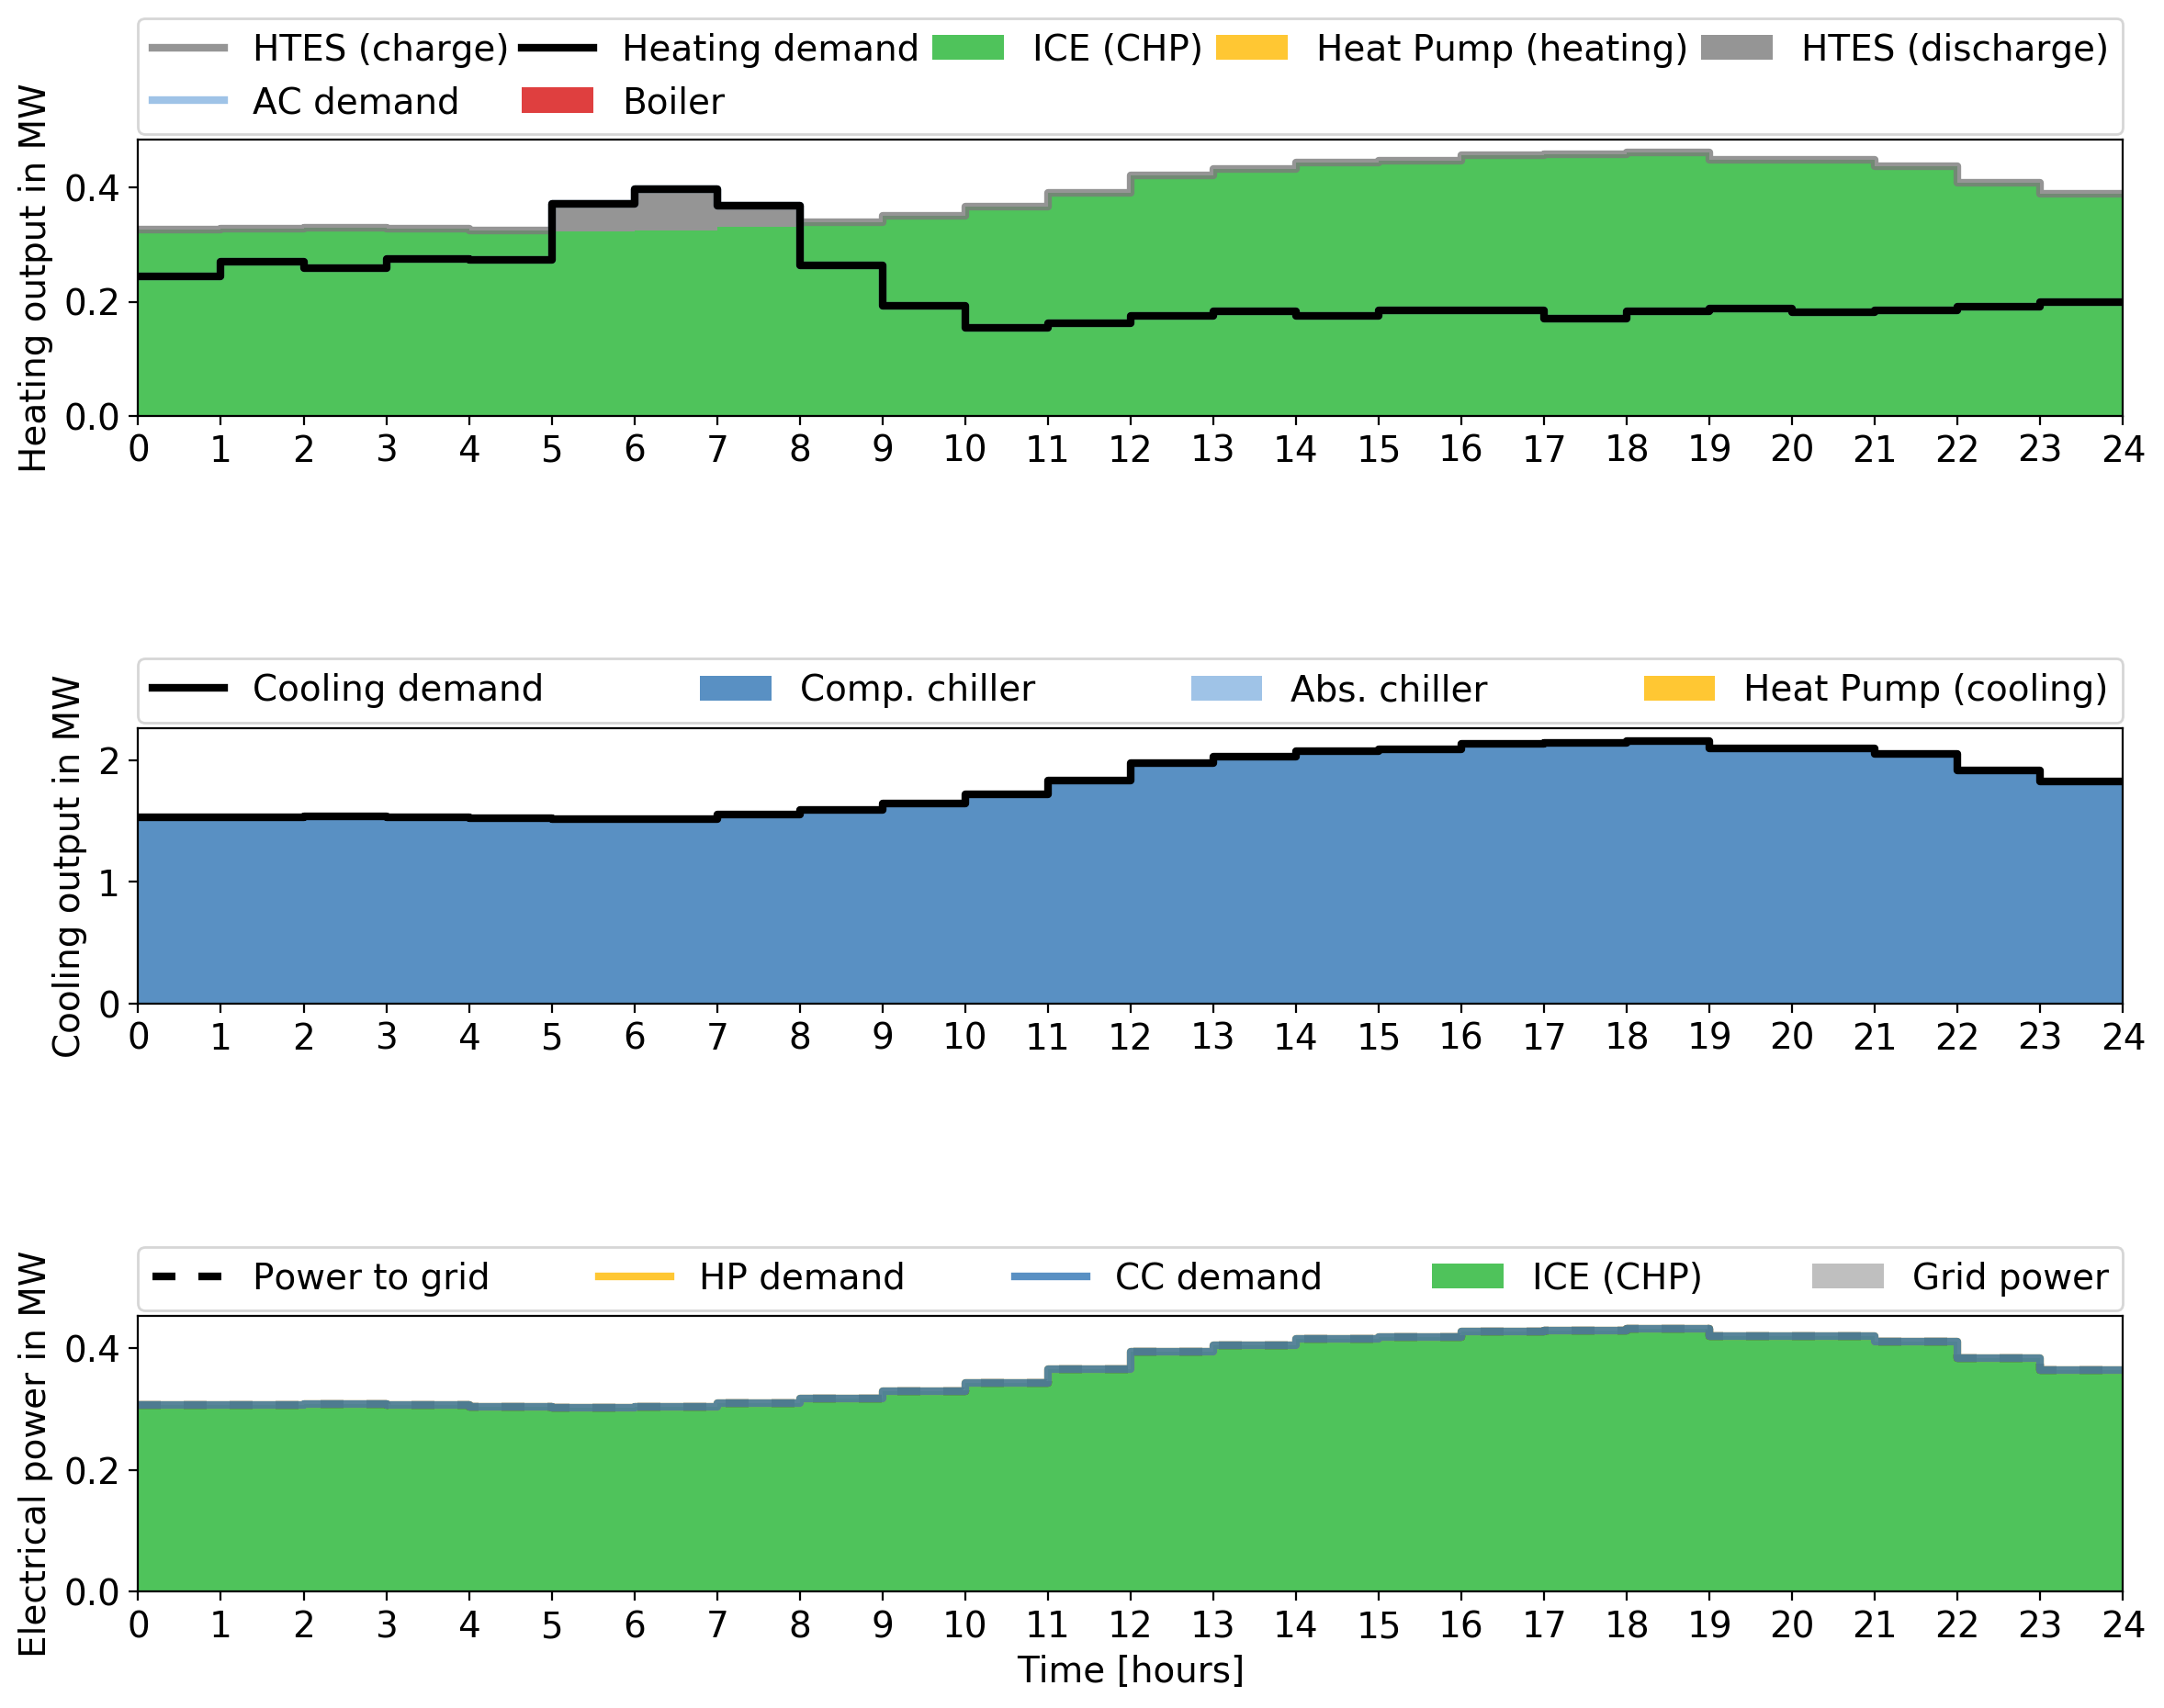 HTES (charge) Heating demand ICE (CHP) Heat Pump (heating) HTES (discharge)
AC demand Boiler
Heating output in MW
0.4
0.2
0.0
0 1 2 3 4 5 6 7 8 9 10 11 12 13 14 15 16 17 18 19 20 21 22 23 24
Cooling demand Comp. chiller Abs. chiller Heat Pump (cooling)
Cooling output in MW
2
1
0
0 1 2 3 4 5 6 7 8 9 10 11 12 13 14 15 16 17 18 19 20 21 22 23 24
Power to grid HP demand CC demand ICE (CHP) Grid power
Electrical power in MW
0.4
0.2
0.0
0 1 2 3 4 5 6 7 8 9 10 11 12 13 14 15 16 17 18 19 20 21 22 23 24
Time [hours]